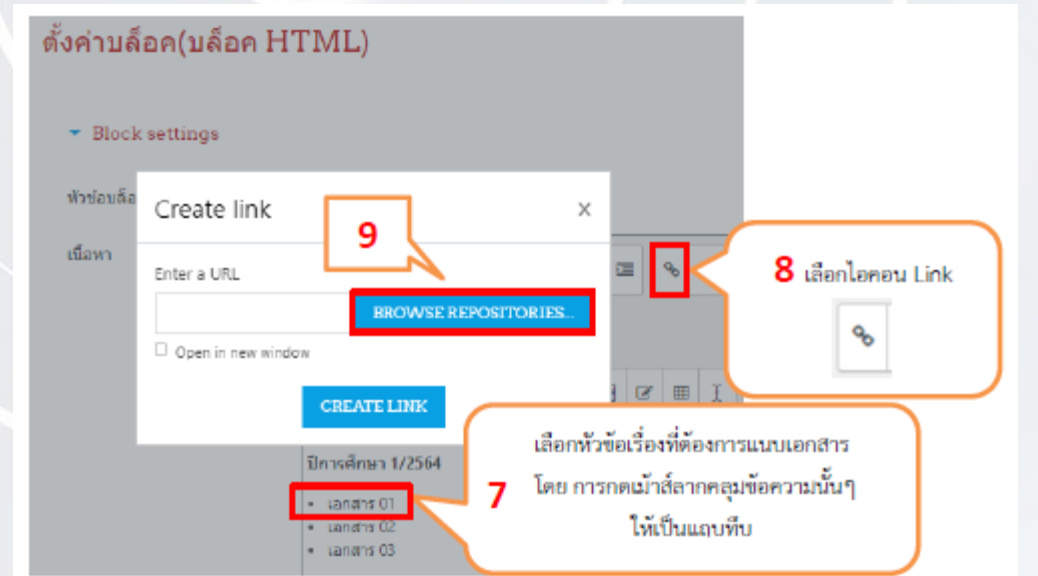 ตั้งค่าบล็อค(บล็อค HTML)
Block settings
หัวข้อบล็อ
Create link
x
9
เนื้อหา
Enter a URL
BROWSE REPOSITORIES...
8 เลือกไอคอน Link
Open in new window
CREATE LINK
ปีการศึกษา 1/2564
เอกสาร 01
เอกสาร 02
เอกสาร 03
7
เลือกหัวข้อเรื่องที่ต้องการแนบเอกสาร
โดย การกดเม้าส์ลากคลุมข้อความนั้นๆ
ให้เป็นแถบทึบ